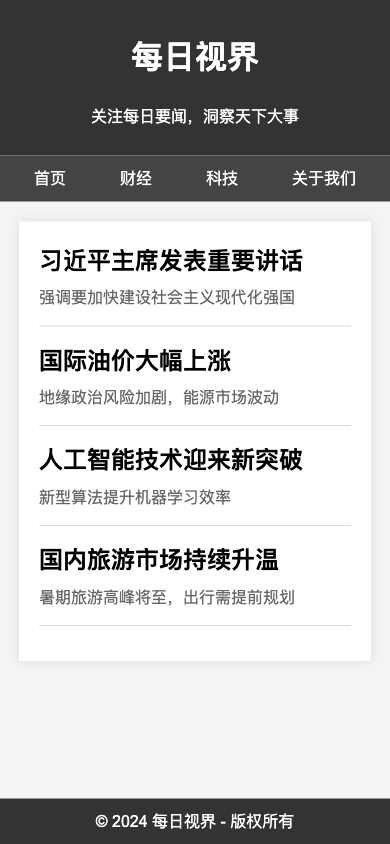 每日视界
关注每日要闻，洞察天下大事
首页 财经 科技 关于我们
习近平主席发表重要讲话
强调要加快建设社会主义现代化强国
国际油价大幅上涨
地缘政治风险加剧，能源市场波动
人工智能技术迎来新突破
新型算法提升机器学习效率
国内旅游市场持续升温
暑期旅游高峰将至，出行需提前规划
© 2024 每日视界 - 版权所有